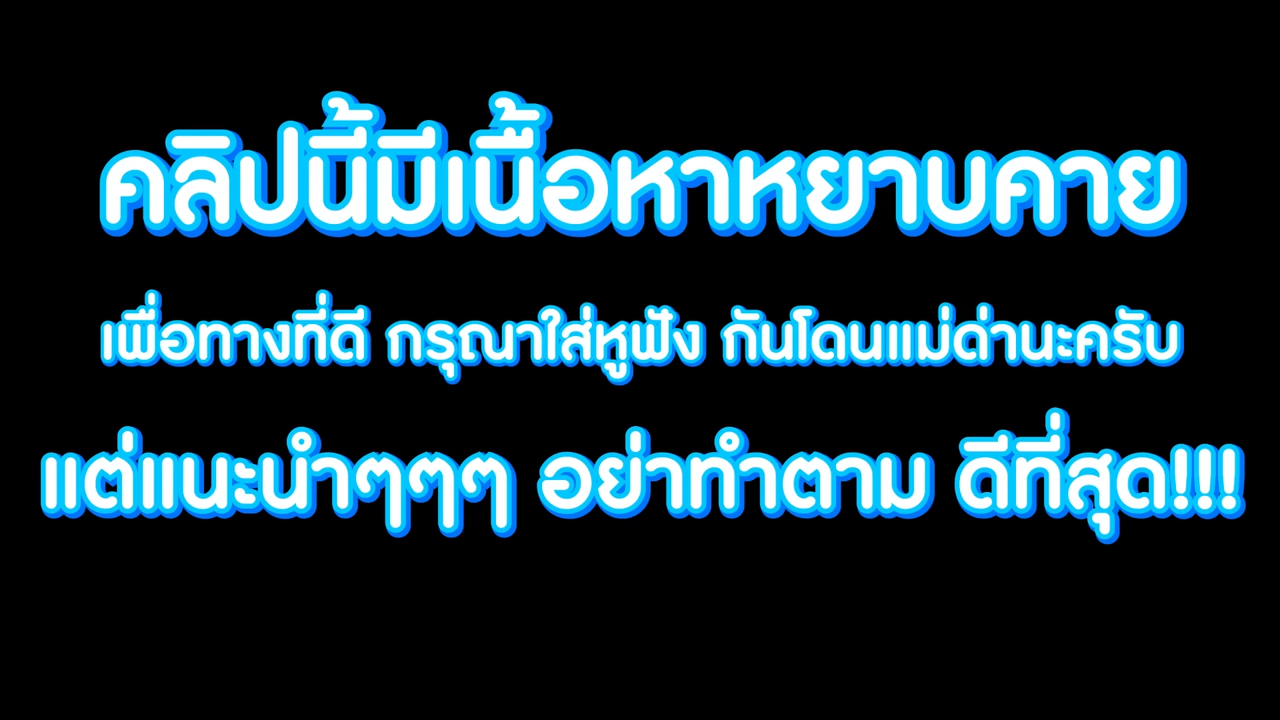 คลิปนี้มีเนื้อหาหยาบคาย
เพื่อทางที่ดี กรุณาใส่หูฟัง กันโดนแม่ด่านะครับ
แต่แนะนำๆๆๆ อย่าทำตาม ดีที่สุด!!!